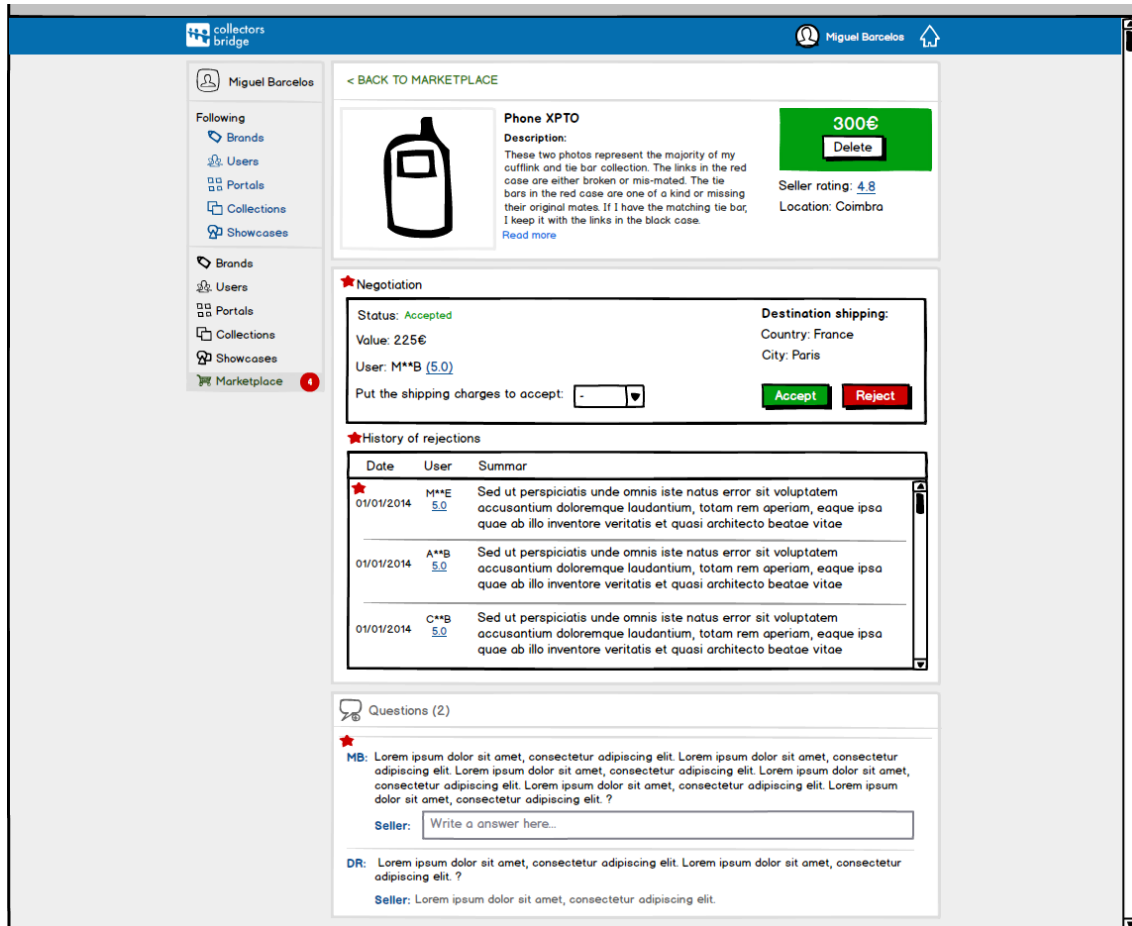 collectors
bridge
Miguel Barcelos
Miguel Barcelos
Following
Brands
Users
Portals
Collections
Showcases
Brands
Users
Portals
Collections
Showcases
Marketplace
4
< BACK TO MARKETPLACE
Phone XPTO
Description:
These two photos represent the majority of my
cufflink and tie bar collection. The links in the red
case are either broken or mis-mated. The tie
bars in the red case are one of a kind or missing
their original mates. If I have the matching tie bar,
I keep it with the links in the black case.
Read more
300€
Delete
Seller rating: 4.8
Location: Coimbra
Negotiation
Status: Accepted
Value: 225€
User: M**B (5.0)
Put the shipping charges to accept: -
Destination shipping:
Country: France
City: Paris
Accept Reject
History of rejections
Date User Summar
01/01/2014 M**E 5.0
Sed ut perspiciatis unde omnis iste natus error sit voluptatem
accusantium doloremque laudantium, totam rem aperiam, eaque ipsa
quae ab illo inventore veritatis et quasi architecto beatae vitae
01/01/2014 A**B 5.0
Sed ut perspiciatis unde omnis iste natus error sit voluptatem
accusantium doloremque laudantium, totam rem aperiam, eaque ipsa
quae ab illo inventore veritatis et quasi architecto beatae vitae
01/01/2014 C**B 5.0
Sed ut perspiciatis unde omnis iste natus error sit voluptatem
accusantium doloremque laudantium, totam rem aperiam, eaque ipsa
quae ab illo inventore veritatis et quasi architecto beatae vitae
Questions (2)
MB: Lorem ipsum dolor sit amet, consectetur adipiscing elit. Lorem ipsum dolor sit amet, consectetur
adipiscing elit. Lorem ipsum dolor sit amet, consectetur adipiscing elit. Lorem ipsum dolor sit amet,
consectetur adipiscing elit. Lorem ipsum dolor sit amet, consectetur adipiscing elit. Lorem ipsum
dolor sit amet, consectetur adipiscing elit. ?
Seller: Write a answer here...
DR: Lorem ipsum dolor sit amet, consectetur adipiscing elit. Lorem ipsum dolor sit amet, consectetur
adipiscing elit. ?
Seller: Lorem ipsum dolor sit amet, consectetur adipiscing elit.